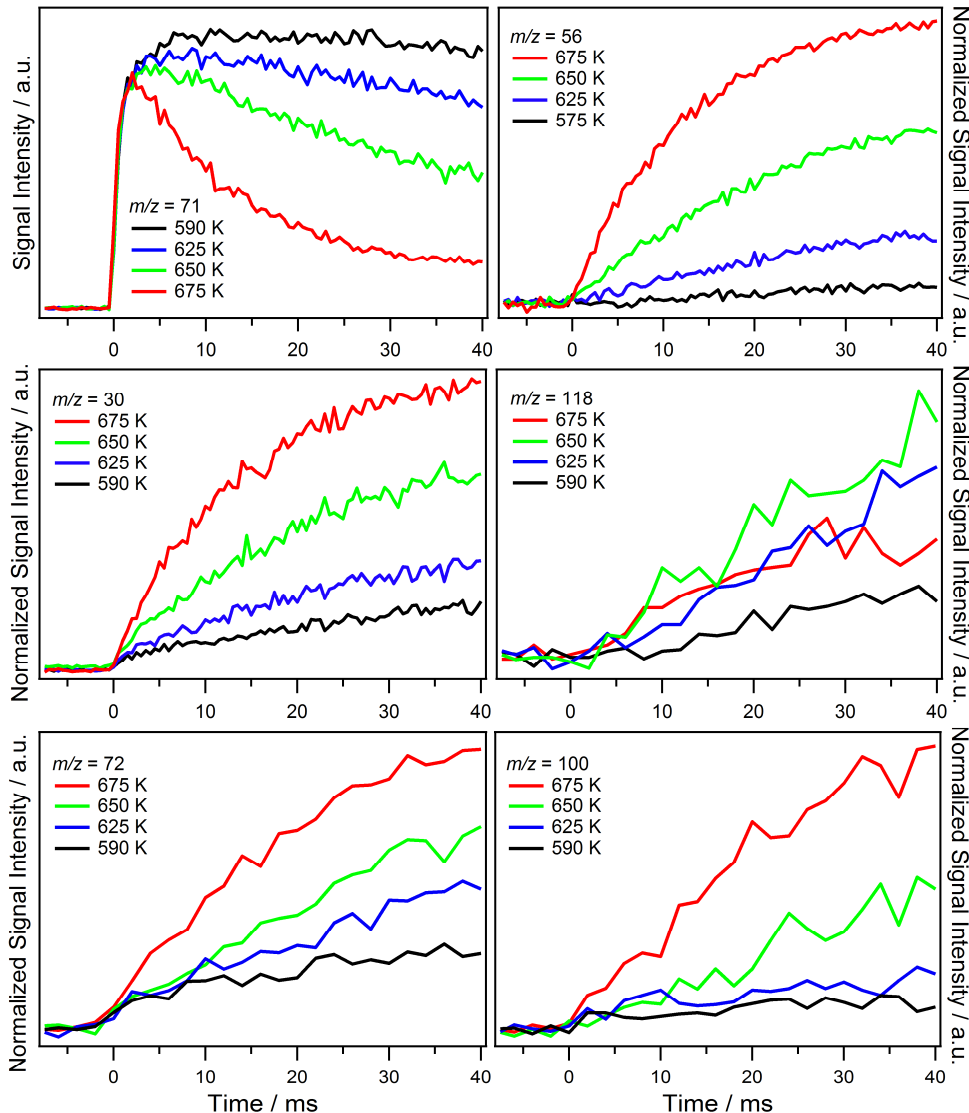 Signal Intensity / a.u.
m/z = 71
590 K
625 K
650 K
675 K
0 10 20 30 40
m/z = 56
675 K
650 K
625 K
575 K
0 10 20 30 40
Normalized Signal Intensity / a.u.
Normalized Signal Intensity / a.u.
m/z = 30
675 K
650 K
625 K
590 K
0 10 20 30 40
m/z = 118
675 K
650 K
625 K
590 K
0 10 20 30 40
Normalized Signal Intensity / a.u.
Normalized Signal Intensity / a.u.
m/z = 72
675 K
650 K
625 K
590 K
0 10 20 30 40
Time / ms
m/z = 100
675 K
650 K
625 K
590 K
0 10 20 30 40
Time / ms
Normalized Signal Intensity / a.u.